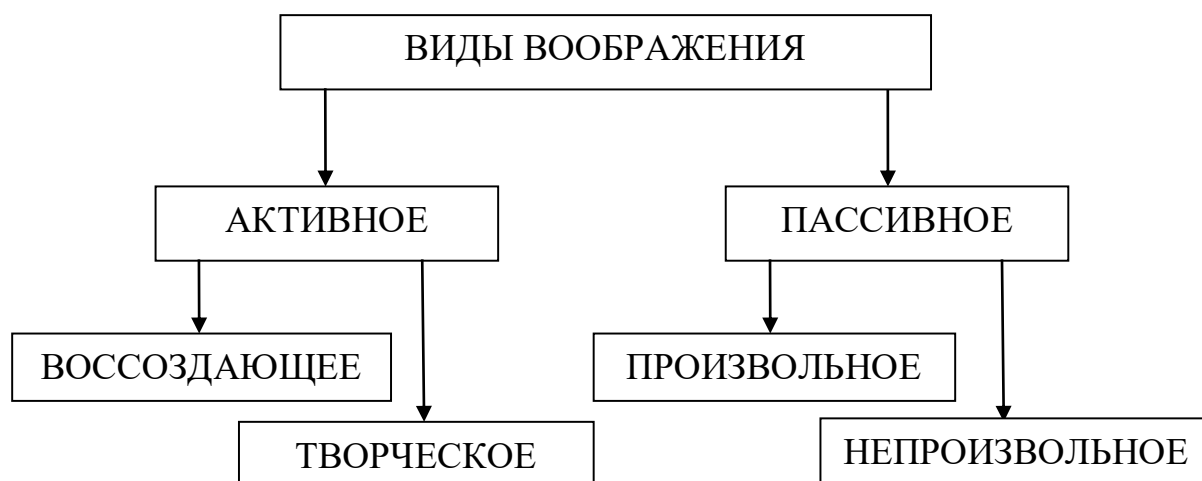 ВИДЫ ВООБРАЖЕНИЯ
АКТИВНОЕ
ПАССИВНОЕ
ВОССОЗДАЮЩЕЕ
ПРОИЗВОЛЬНОЕ
ТВОРЧЕСКОЕ
НЕПРОИЗВОЛЬНОЕ